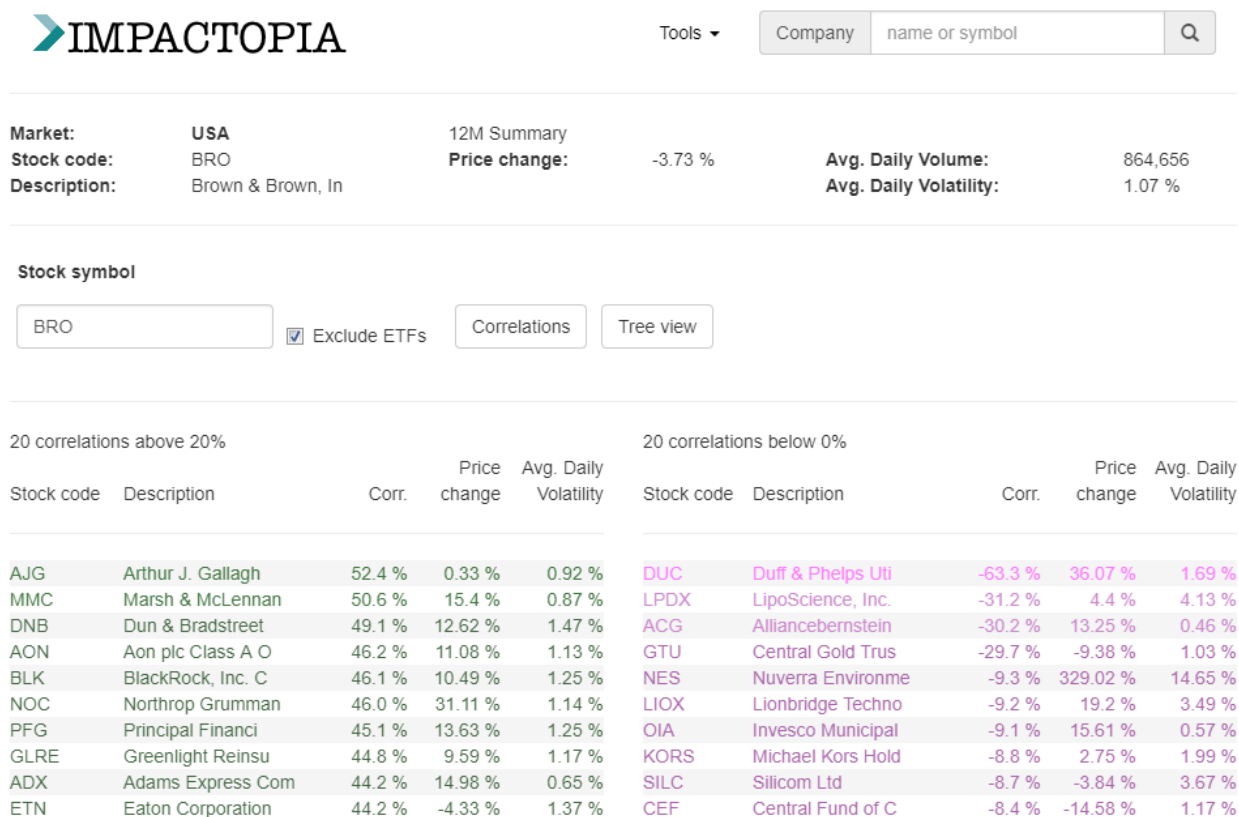 IMPACTOPIA Tools Company name or symbol
Market: USA 12M Summary
Stock code: BRO Price change: -3.73 % Avg. Daily Volume: 864,656
Description: Brown & Brown, In Avg. Daily Volatility: 1.07 %
Stock symbol
BRO Exclude ETFs Correlations Tree view
20 correlations above 20%
Price Avg. Daily
Stock code Description Corr. change Volatility
AJG Arthur J. Gallagh 52.4 % 0.33 % 0.92 %
MMC Marsh & McLennan 50.6 % 15.4 % 0.87 %
DNB Dun & Bradstreet 49.1 % 12.62 % 1.47 %
AON Aon plc Class A O 46.2 % 11.08 % 1.13 %
BLK BlackRock, Inc. C 46.1 % 10.49 % 1.25 %
NOC Northrop Grumman 46.0 % 31.11 % 1.14 %
PFG Principal Financi 45.1 % 13.63 % 1.25 %
GLRE Greenlight Reinsu 44.8 % 9.59 % 1.17 %
ADX Adams Express Com 44.2 % 14.98 % 0.65 %
ETN Eaton Corporation 44.2 % -4.33 % 1.37 %
20 correlations below 0%
Price Avg. Daily
Stock code Description Corr. change Volatility
DUC Duff & Phelps Uti -63.3 % 36.07 % 1.69 %
LPDX LipoScience, Inc. -31.2 % 4.4 % 4.13 %
ACG Alliancebernstein -30.2 % 13.25 % 0.46 %
GTU Central Gold Trus -29.7 % -9.38 % 1.03 %
NES Nuverra Environme -9.3 % 329.02 % 14.65 %
LIOX Lionbridge Techno -9.2 % 19.2 % 3.49 %
OIA Invesco Municipal -9.1 % 15.61 % 0.57 %
KORS Michael Kors Hold -8.8 % 2.75 % 1.99 %
SILC Silicom Ltd -8.7 % -3.84 % 3.67 %
CEF Central Fund of C -8.4 % -14.58 % 1.17 %